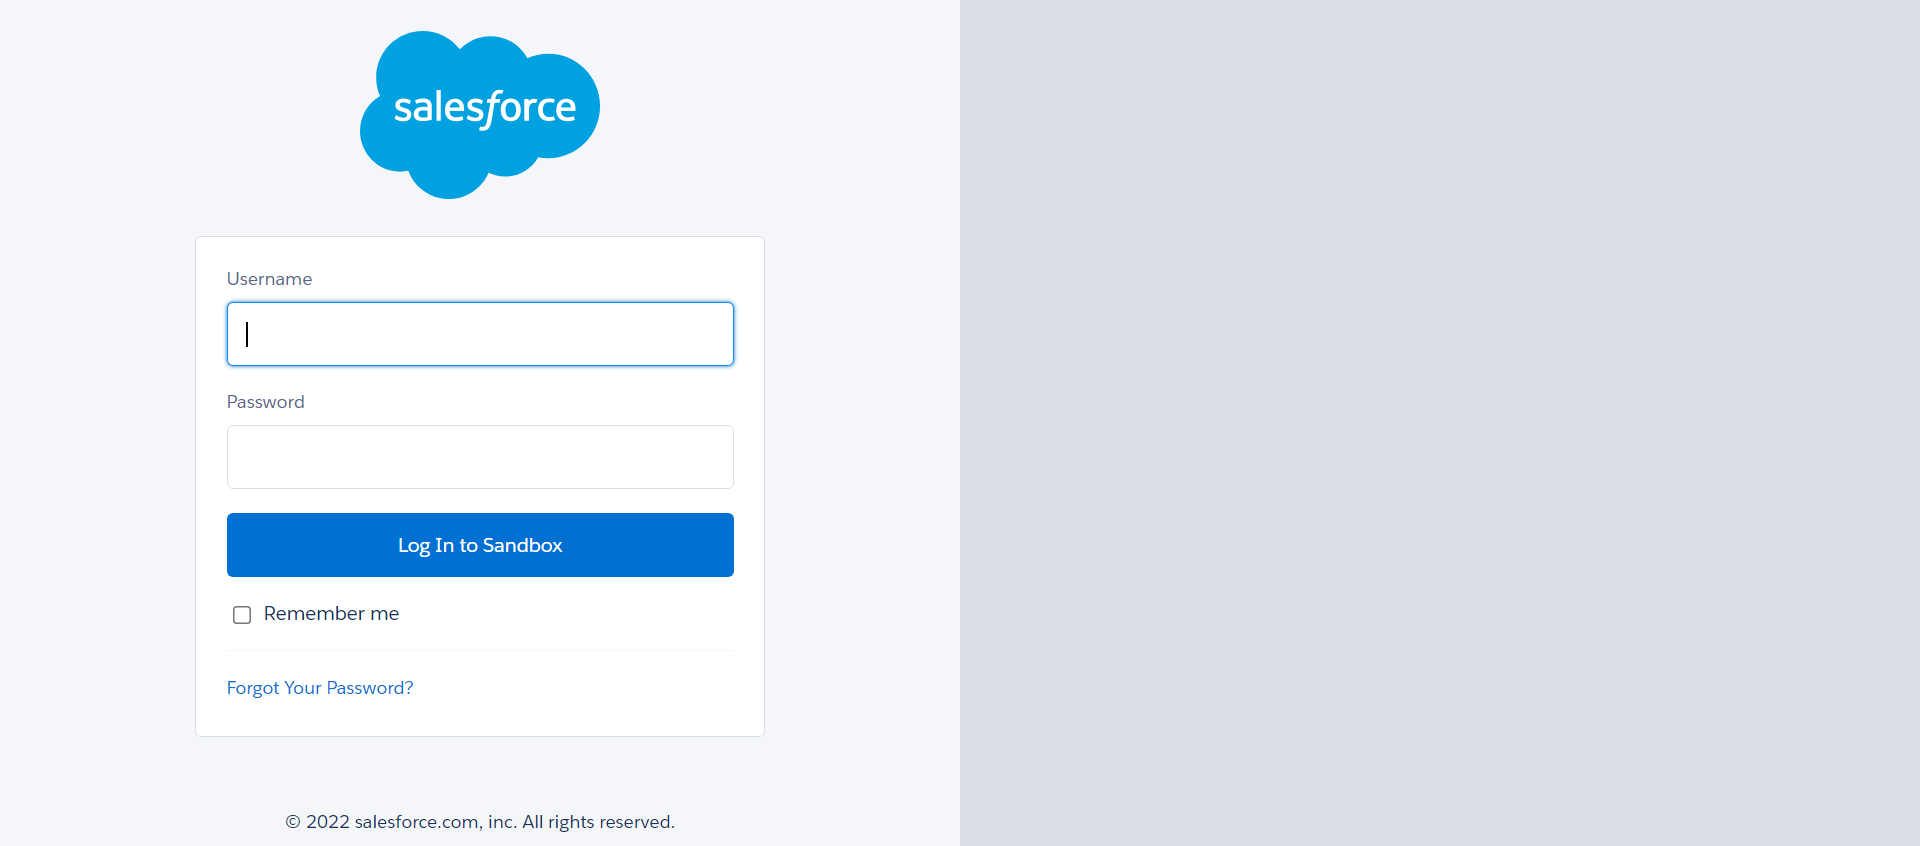 salesforce
Username
Password
Log In to Sandbox
Remember me
Forgot Your Password?
© 2022 salesforce.com, inc. All rights reserved.